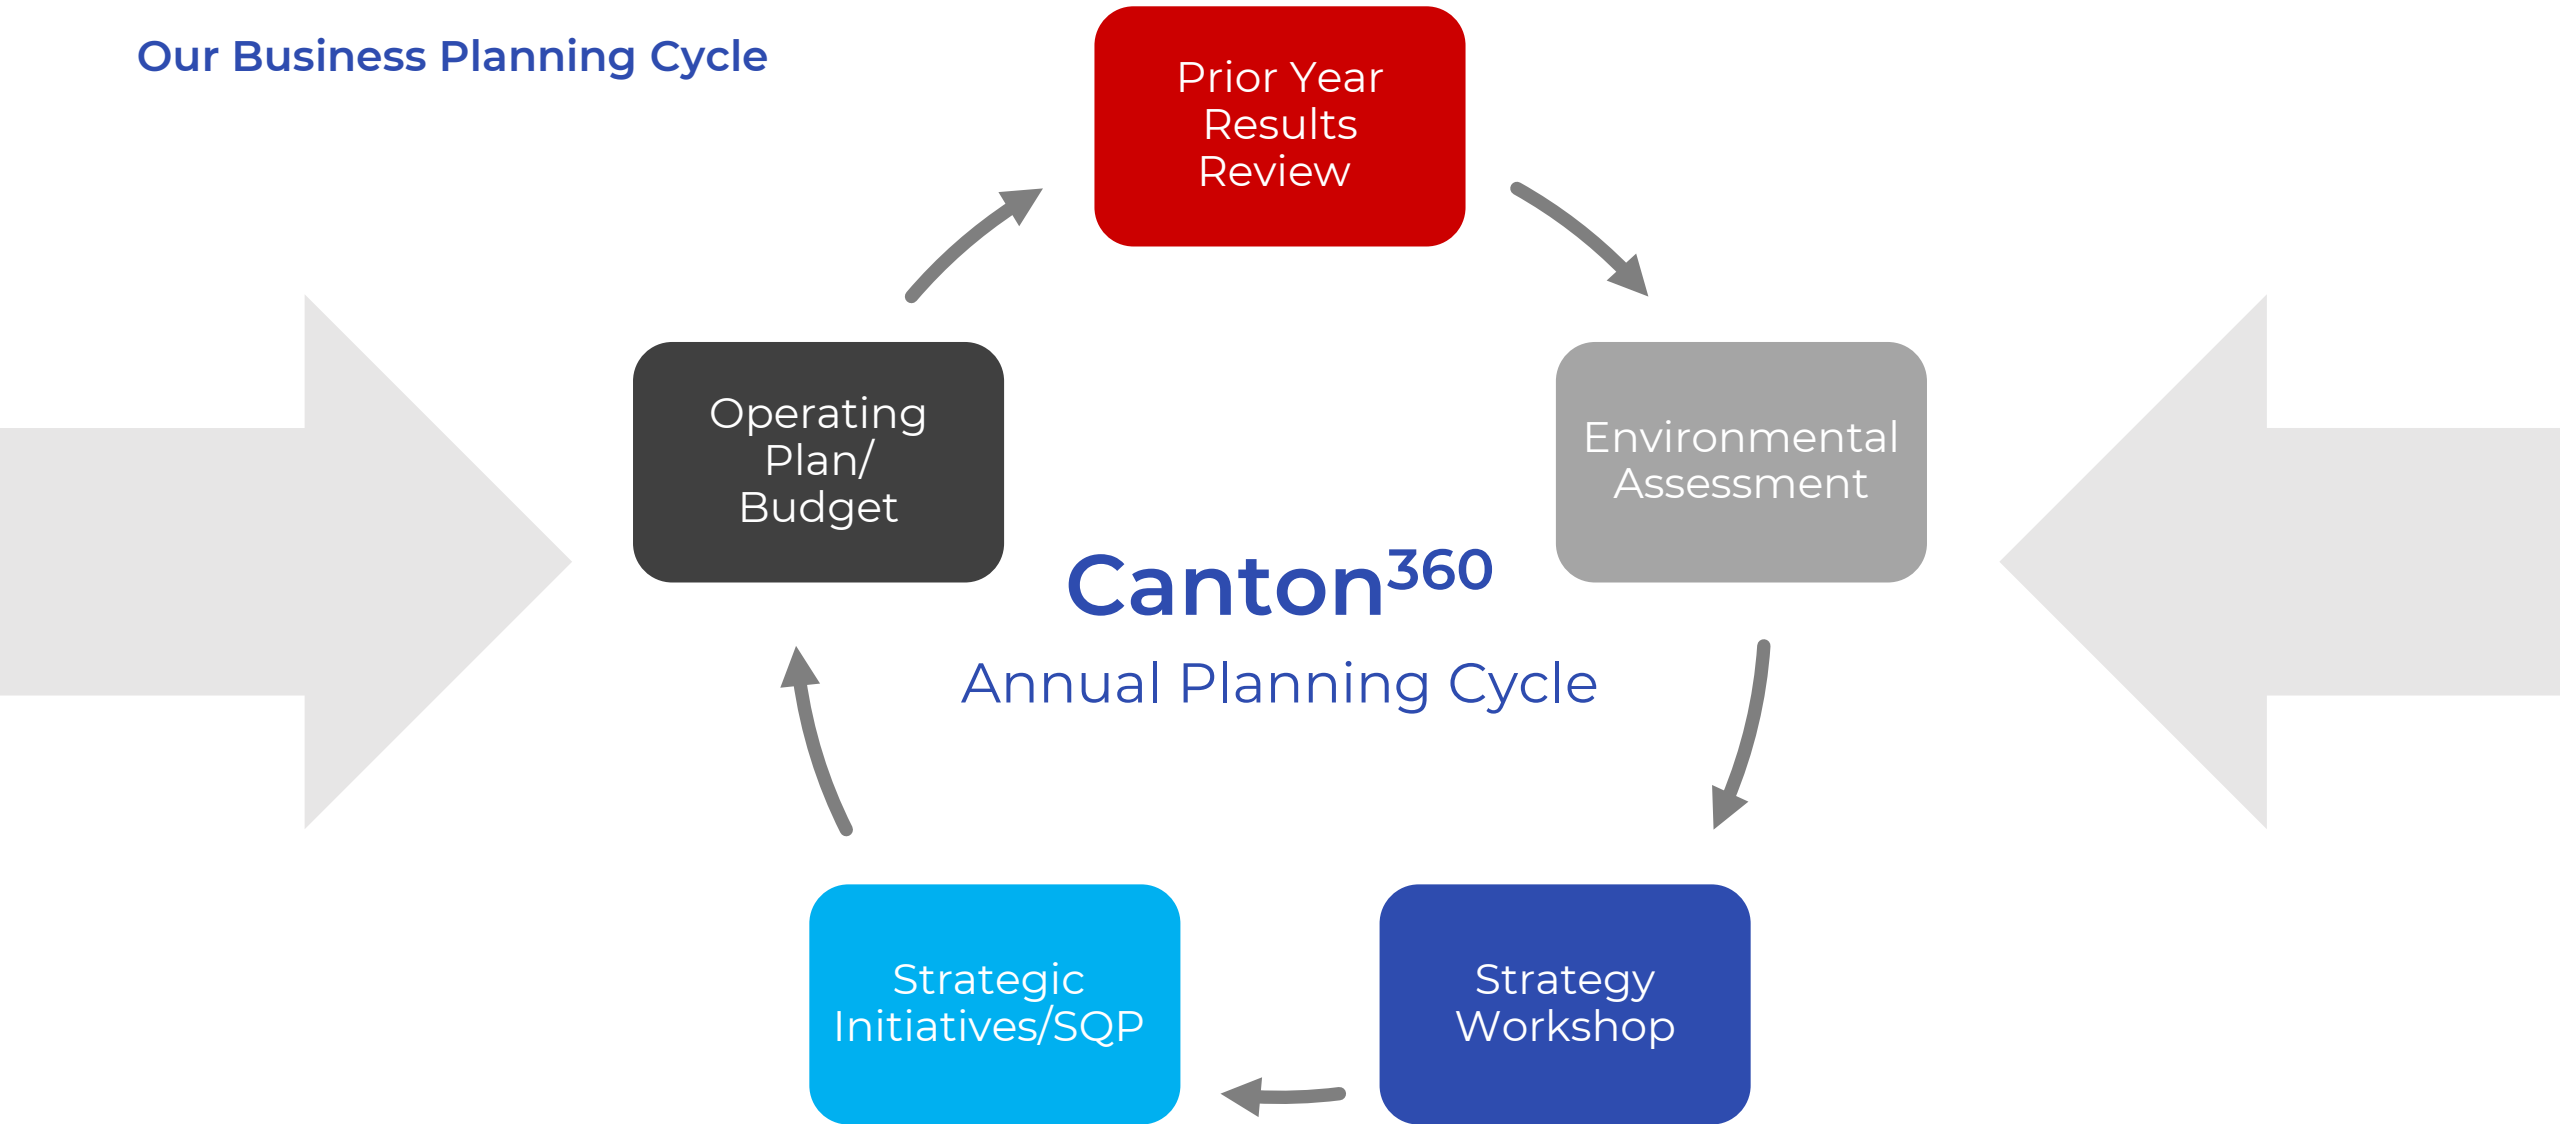 Our Business Planning Cycle
Prior Year
Results
Review
Environmental
Assessment
Strategy
Workshop
Strategic
Initiatives/SQP
Operating
Plan/
Budget
Canton³⁶⁰
Annual Planning Cycle